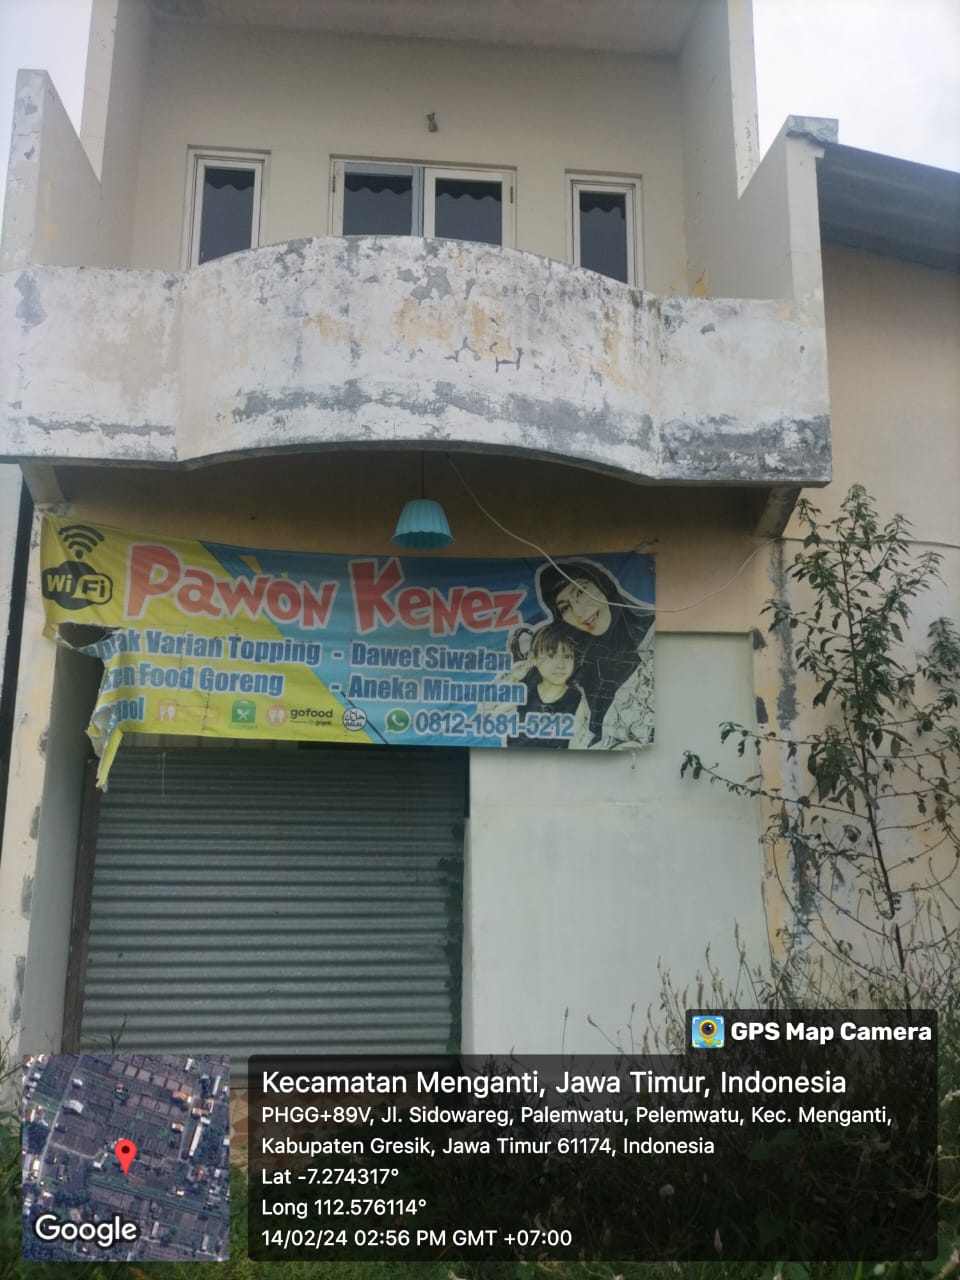 WiFi
Pawon Kenez
Varian Topping - Dawet Siwalan
Food Goreng - Aneka Minuman
gofood
HALAL
0812-1681-5212
GPS Map Camera
Kecamatan Menganti, Jawa Timur, Indonesia
PHGG+89V, Jl. Sidowareg, Palemwatu, Pelemwatu, Kec. Menganti,
Kabupaten Gresik, Jawa Timur 61174, Indonesia
Lat -7.274317°
Long 112.576114°
14/02/24 02:56 PM GMT +07:00
Google